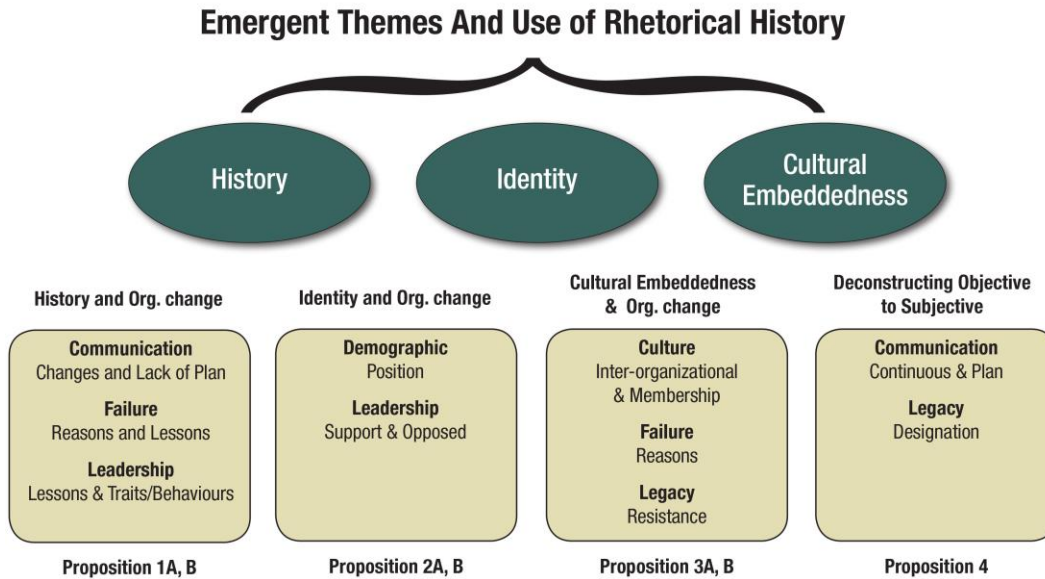 Emergent Themes And Use of Rhetorical History
History
Identity
Cultural
Embeddedness
History and Org. change
Communication
Changes and Lack of Plan
Failure
Reasons and Lessons
Leadership
Lessons & Traits/Behaviours
Proposition 1A, B
Identity and Org. change
Demographic
Position
Leadership
Support & Opposed
Proposition 2A, B
Cultural Embeddedness
& Org. change
Culture
Inter-organizational
& Membership
Failure
Reasons
Legacy
Resistance
Proposition 3A, B
Deconstructing Objective
to Subjective
Communication
Continuous & Plan
Legacy
Designation
Proposition 4